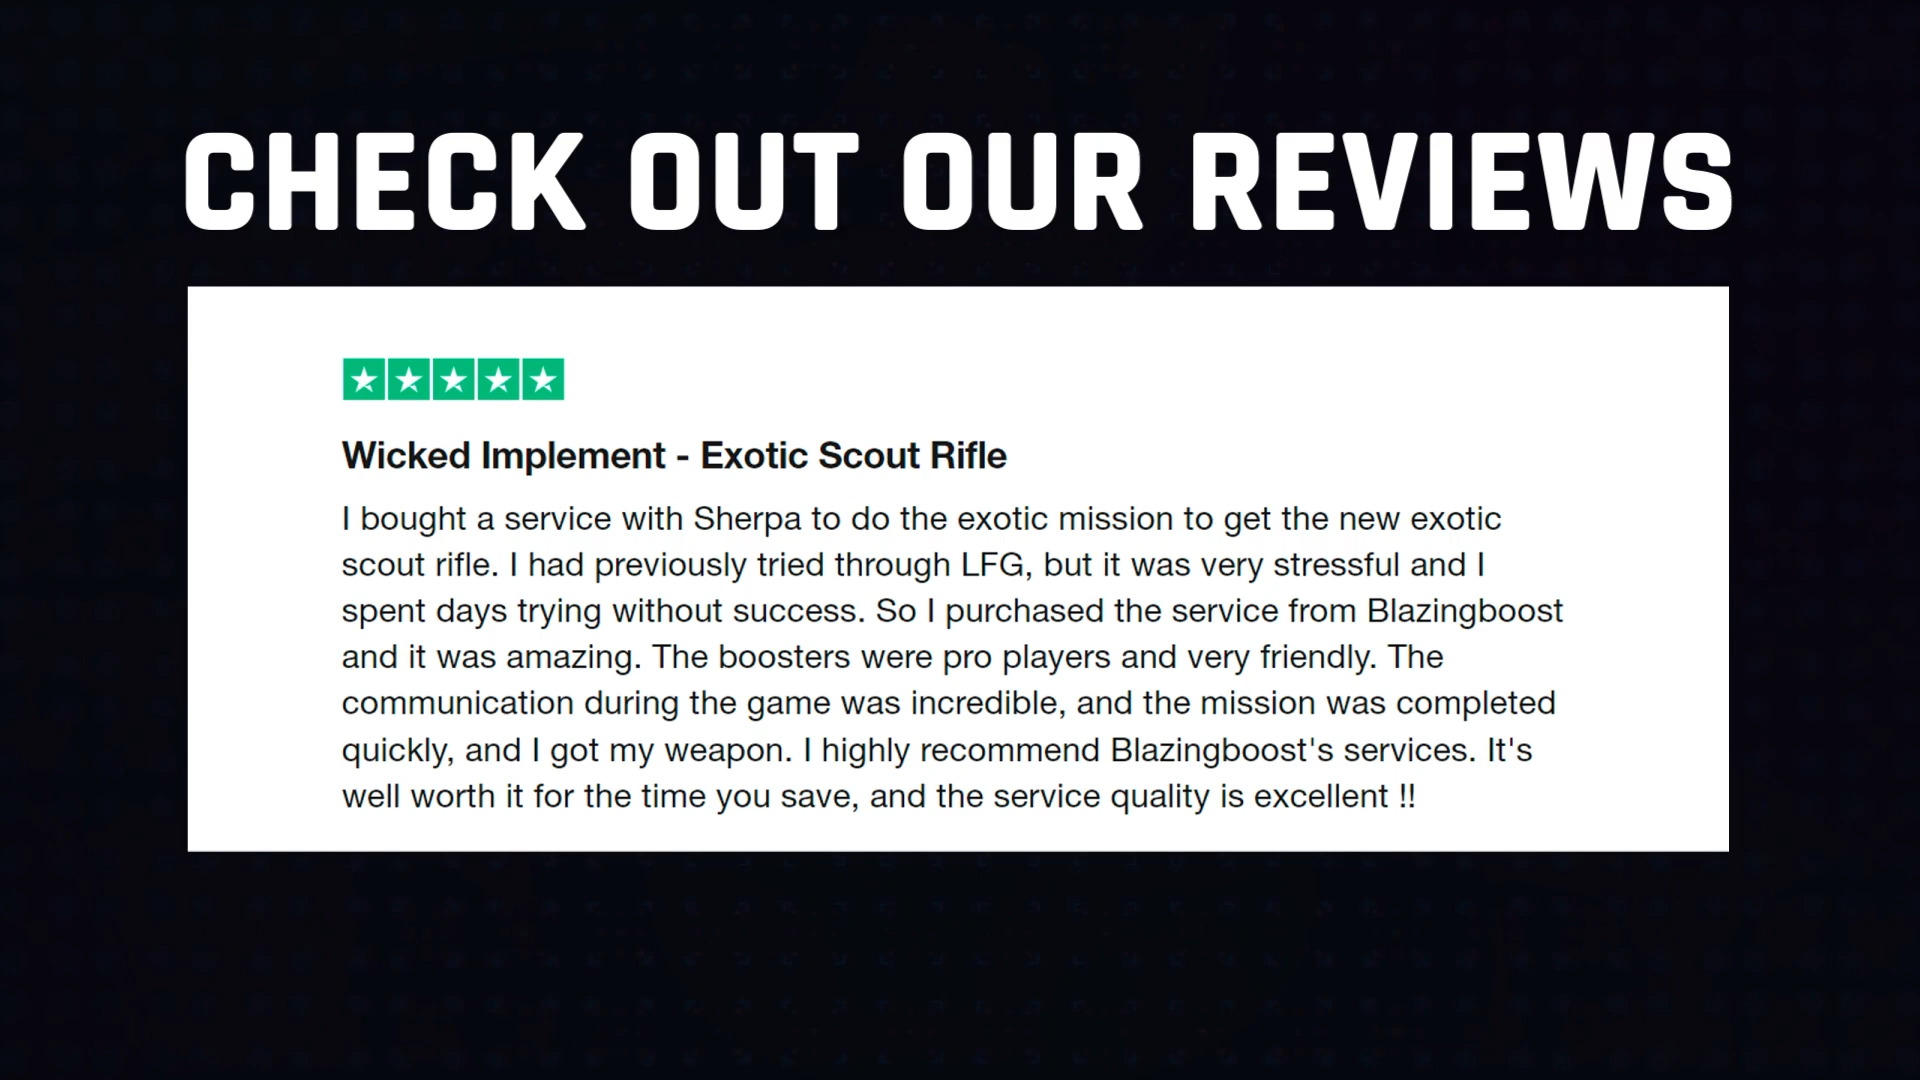 CHECK OUT OUR REVIEWS
Wicked Implement - Exotic Scout Rifle
I bought a service with Sherpa to do the exotic mission to get the new exotic
scout rifle. I had previously tried through LFG, but it was very stressful and I
spent days trying without success. So I purchased the service from Blazingboost
and it was amazing. The boosters were pro players and very friendly. The
communication during the game was incredible, and the mission was completed
quickly, and I got my weapon. I highly recommend Blazingboost's services. It's
well worth it for the time you save, and the service quality is excellent !!